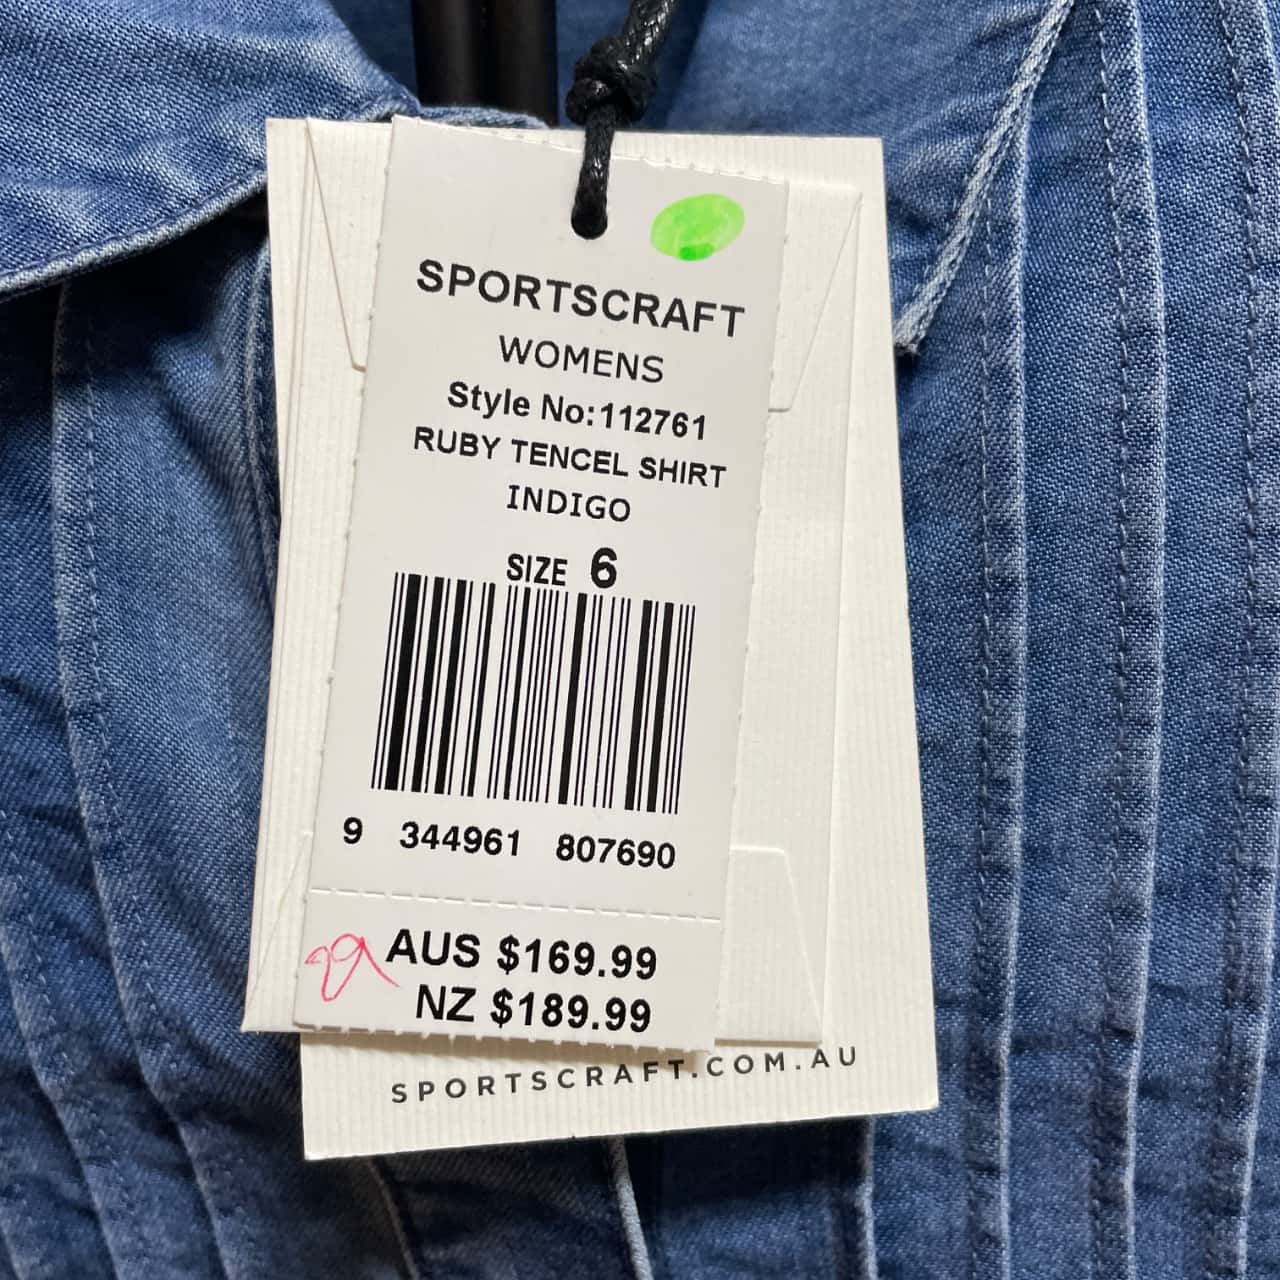 SPORTSCRAFT
WOMENS
Style No:112761
RUBY TENCEL SHIRT
INDIGO
SIZE 6
9 344961 807690
AUS $169.99
NZ $189.99
SPORTSCRAFT.COM.AU